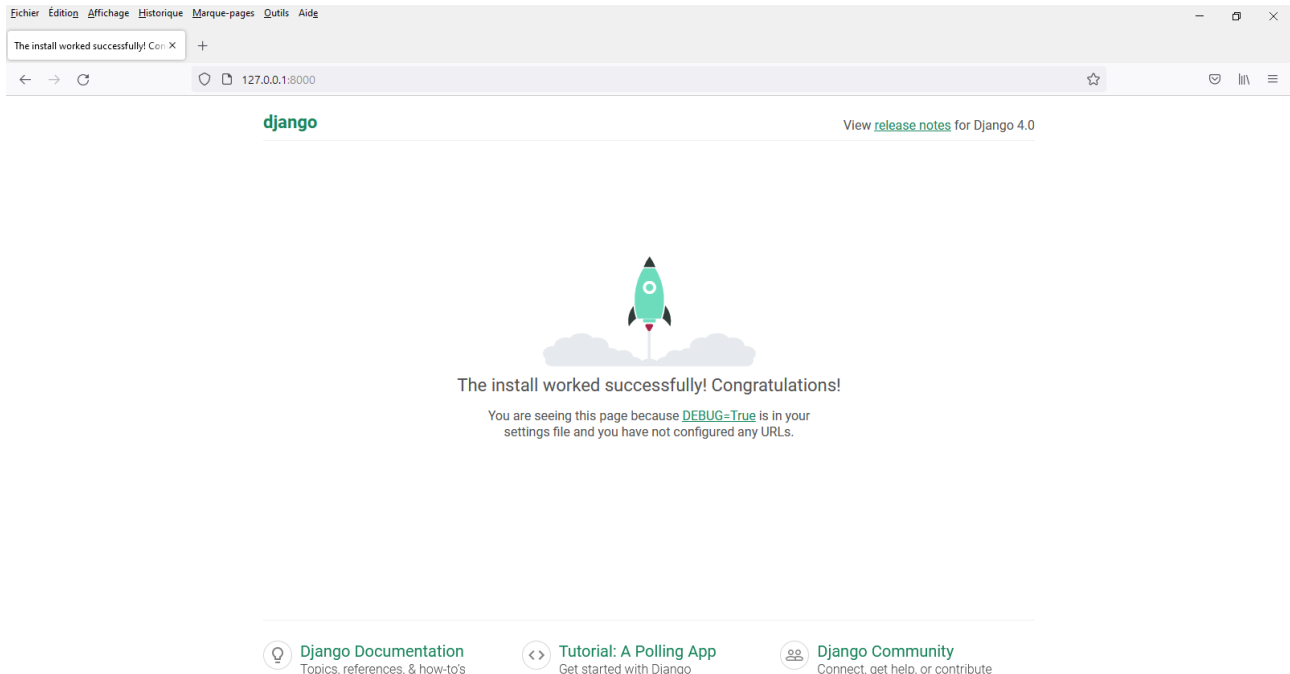 Fichier Édition Affichage Historique Marque-pages Outils Aide
The install worked successfully! Con
127.0.0.1:8000
django
View release notes for Django 4.0
The install worked successfully! Congratulations!
You are seeing this page because DEBUG=True is in your
settings file and you have not configured any URLs.
Django Documentation
Topics, references, & how-to's
Tutorial: A Polling App
Get started with Django
Django Community
Connect, get help, or contribute